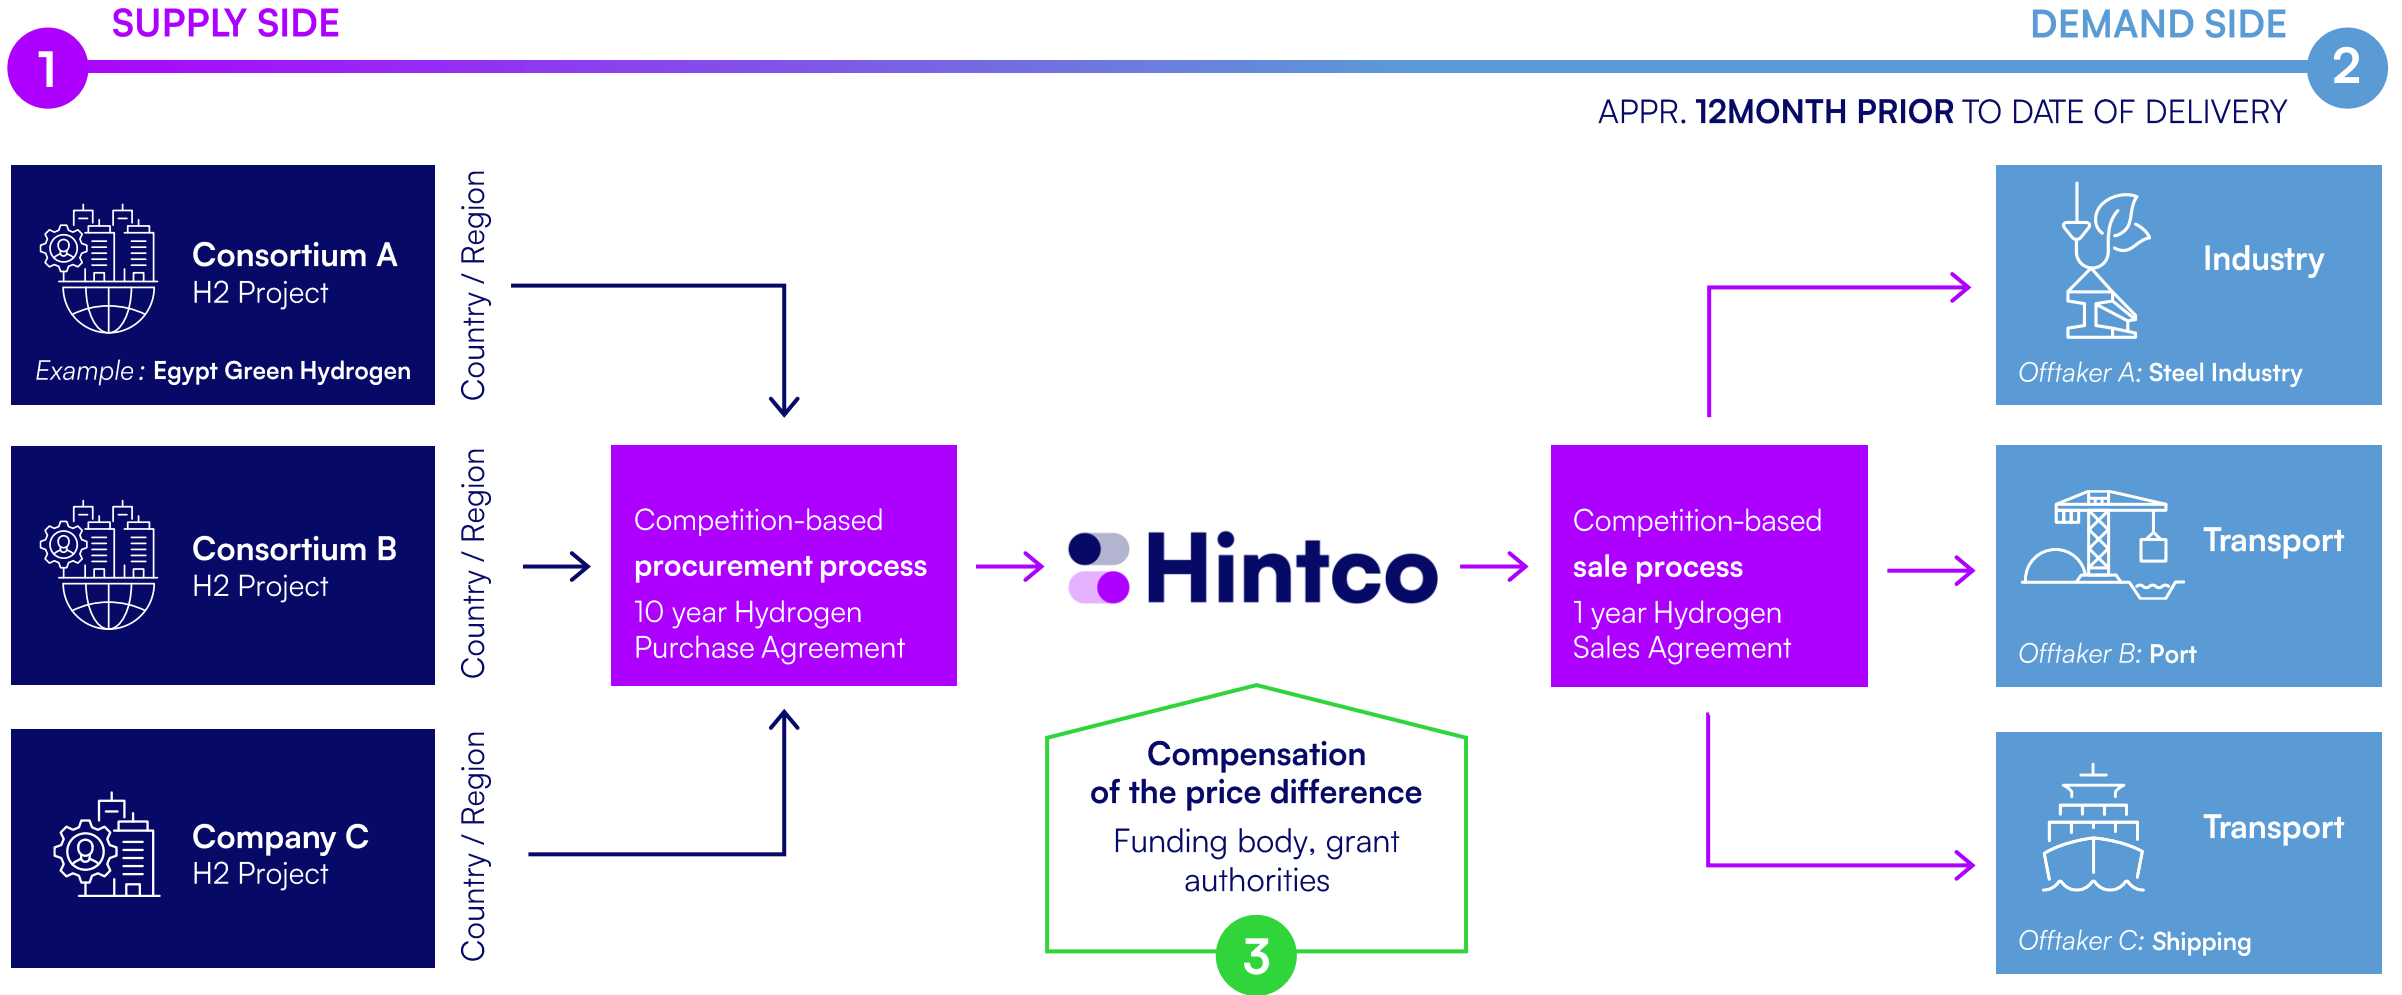 SUPPLY SIDE
DEMAND SIDE
1
2
APPR. 12MONTH PRIOR TO DATE OF DELIVERY
Consortium A
H2 Project
Example: Egypt Green Hydrogen
Country / Region
Consortium B
H2 Project
Country / Region
Company C
H2 Project
Country / Region
Competition-based
procurement process
10 year Hydrogen
Purchase Agreement
Hintco
Compensation
of the price difference
Funding body, grant
authorities
3
Competition-based
sale process
1 year Hydrogen
Sales Agreement
Industry
Offtaker A: Steel Industry
Transport
Offtaker B: Port
Transport
Offtaker C: Shipping